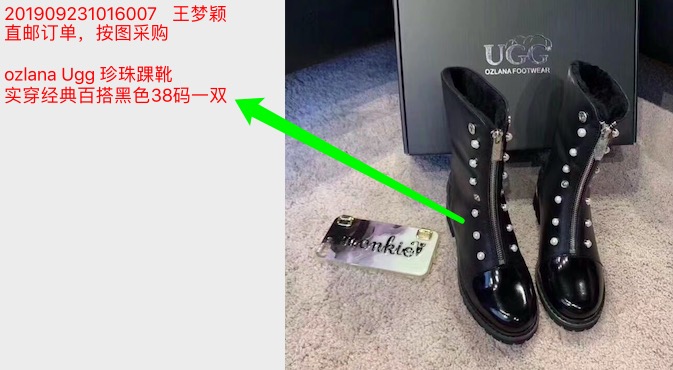 201909231016007 王梦颖
直邮订单，按图采购
ozlana Ugg 珍珠踝靴
实穿经典百搭黑色38码一双
UGG
OZLANA FOOTWEAR